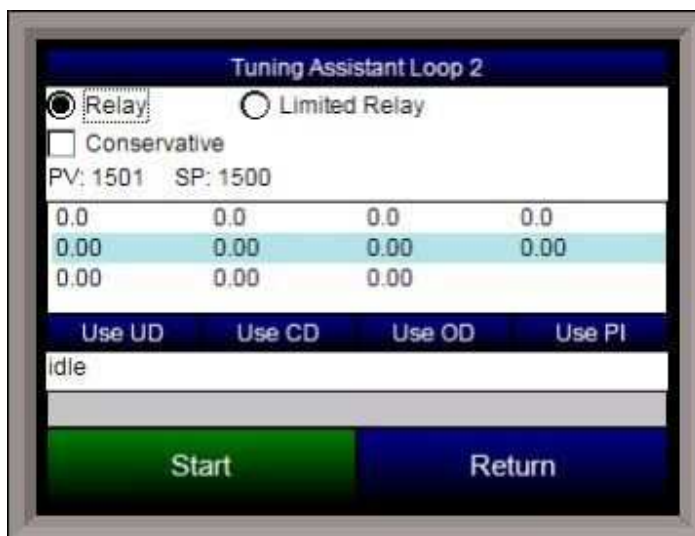 Tuning Assistant Loop 2
Relay Limited Relay
Conservative
PV: 1501 SP: 1500
0.0 0.0 0.0 0.0
0.00 0.00 0.00 0.00
0.00 0.00 0.00
Use UD Use CD Use OD Use PI
idle
Start Return